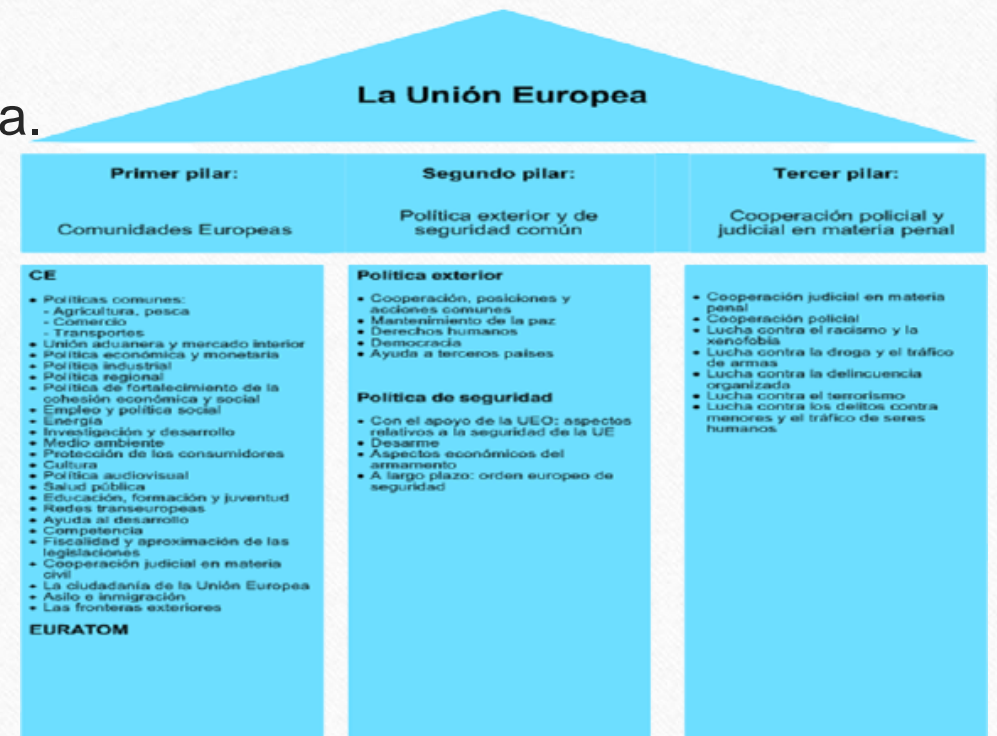 a.
La Unión Europea
Primer pilar:
Comunidades Europeas
Segundo pilar:
Política exterior y de
seguridad común
Tercer pilar:
Cooperación policial y
judicial en materia penal
CE
• Políticas comunes:
- Agricultura, pesca
- Comercio
- Transportes
• Unión aduanera y mercado interior
• Política económica y monetaria
• Política industrial
• Política regional
• Política de fortalecimiento de la
cohesión económica y social
• Empleo y política social
• Energía
• Investigación y desarrollo
• Medio ambiente
• Protección de los consumidores
• Cultura
• Política audiovisual
• Salud pública
• Educación, formación y juventud
• Redes transeuropeas
• Ayuda al desarrollo
• Competencia
• Fiscalidad y aproximación de las
legislaciones
• Cooperación judicial en materia
civil
• La ciudadanía de la Unión Europea
• Asilo e inmigración
• Las fronteras exteriores
EURATOM
Política exterior
• Cooperación, posiciones y
acciones comunes
• Mantenimiento de la paz
• Derechos humanos
• Democracia
• Ayuda a terceros países
Política de seguridad
• Con el apoyo de la UEO: aspectos
relativos a la seguridad de la UE
• Desarme
• Aspectos económicos del
armamento
• A largo plazo: orden europeo de
seguridad
• Cooperación judicial en materia
penal
• Cooperación policial
• Lucha contra el racismo y la
xenofobia
• Lucha contra la droga y el tráfico
de armas
• Lucha contra la delincuencia
organizada
• Lucha contra el terrorismo
• Lucha contra los delitos contra
menores y el tráfico de seres
humanos